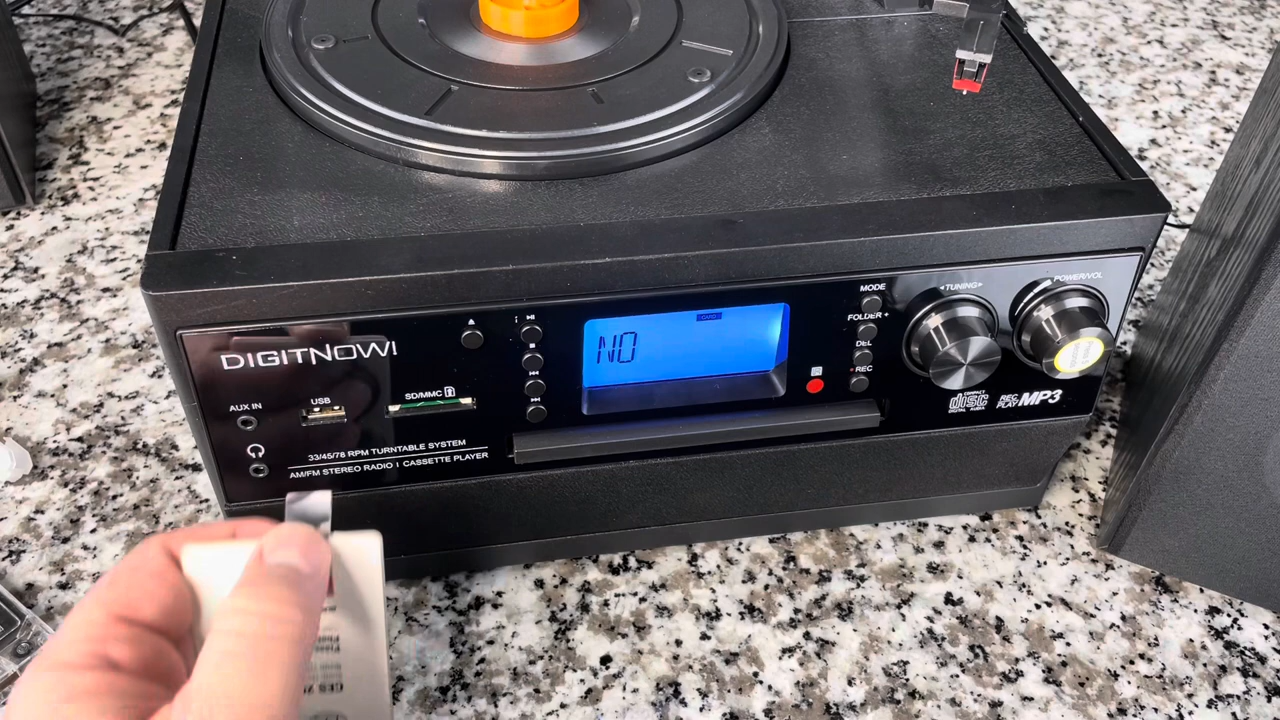 DIGITNOW!
AUX IN
USB
SD/MMC
33/45/78 RPM TURNTABLE SYSTEM
AM/FM STEREO RADIO I CASSETTE PLAYER
CARD
NO
MODE
FOLDER +
DEL
REC
◄TUNING►
POWER/VOL
COMPACT
disc
DIGITAL AUDIO
REC
PLAY MP3